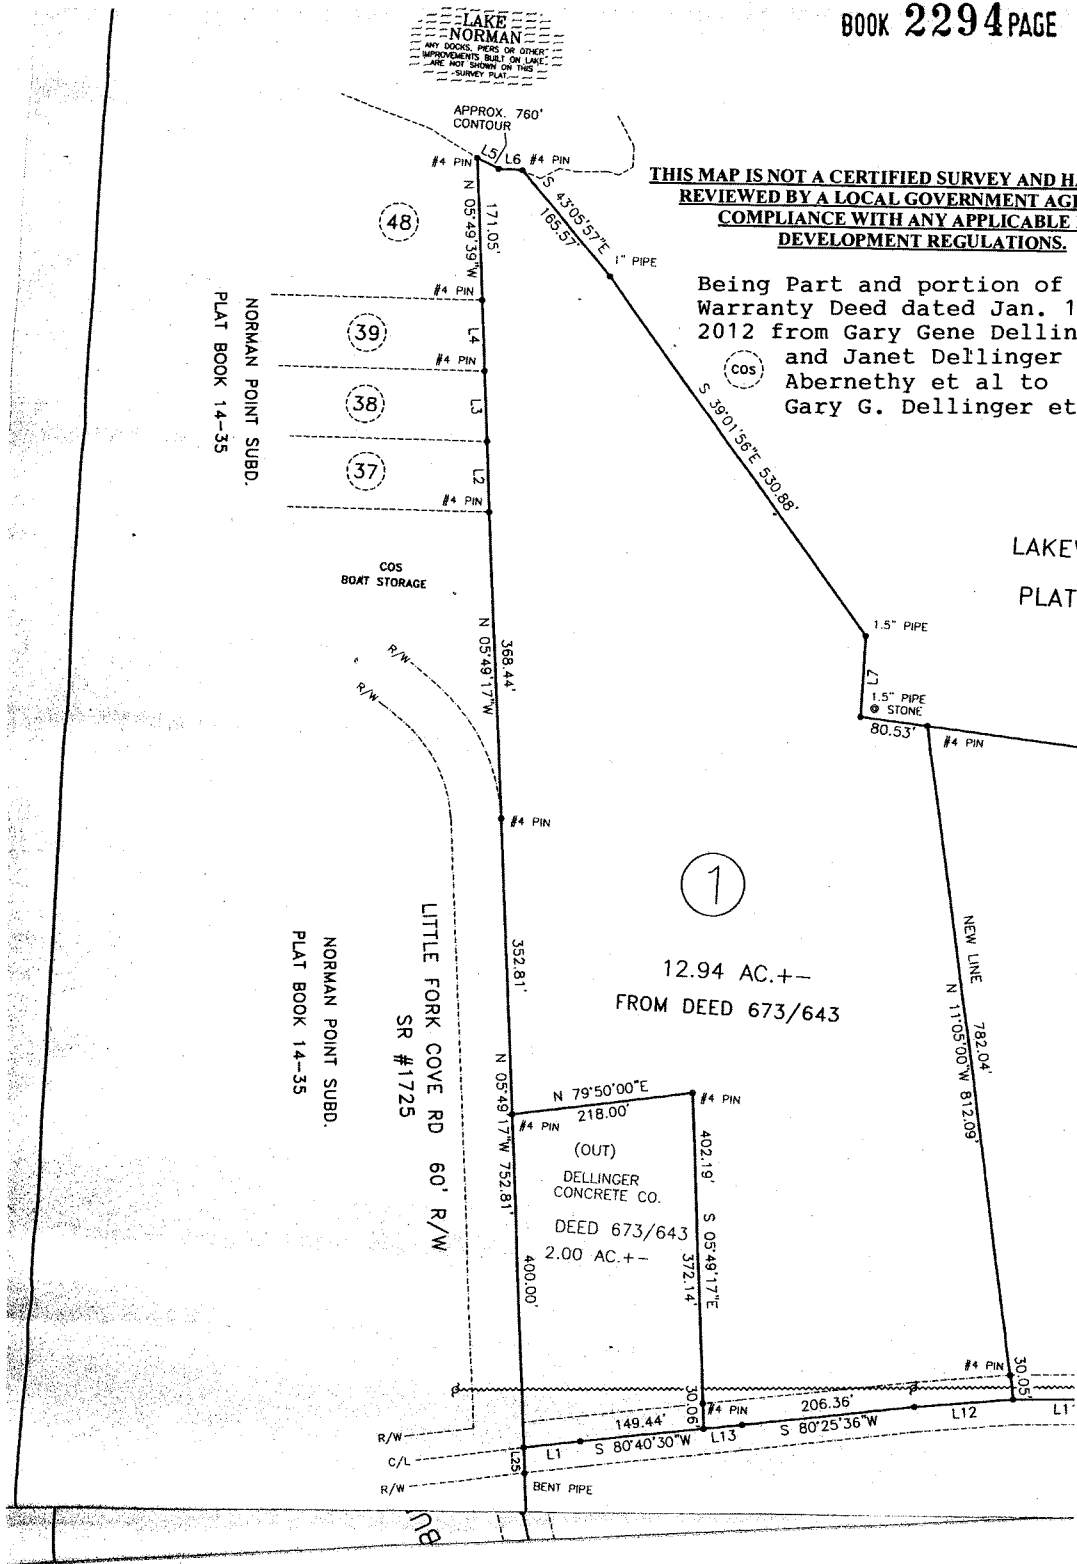 BOOK 2294 PAGE
LAKE
NORMAN
ANY DOCKS, PIERS OR OTHER
IMPROVEMENTS BUILT ON LAKE
ARE NOT SHOWN ON THIS
SURVEY PLAT
APPROX. 760'
CONTOUR
#4 PIN
L5
L6
#4 PIN
THIS MAP IS NOT A CERTIFIED SURVEY AND HA
REVIEWED BY A LOCAL GOVERNMENT AGE
COMPLIANCE WITH ANY APPLICABLE
DEVELOPMENT REGULATIONS.
S 43°05'57"E
165.57'
1" PIPE
171.05'
N 05°49'39"W
48
#4 PIN
Being Part and portion of
Warranty Deed dated Jan. 1
2012 from Gary Gene Dellin
and Janet Dellinger
Abernethy et al to
Gary G. Dellinger et
COS
NORMAN POINT SUBD.
PLAT BOOK 14-35
39
L4
#4 PIN
38
L3
37
L2
#4 PIN
S 39°01'56"E 530.88'
LAKE
PLAT
COS
BOAT STORAGE
R/W
R/W
368.44'
N 05°49'17"W
1.5" PIPE
L7
1.5" PIPE
@ STONE
80.53'
#4 PIN
#4 PIN
1
12.94 AC.+-
FROM DEED 673/643
NEW LINE 782.04'
N 11°05'00"W 812.09'
LITTLE FORK COVE RD 60' R/W
SR #1725
NORMAN POINT SUBD.
PLAT BOOK 14-35
352.81'
N 05°49'17"W 752.81'
N 79°50'00"E
218.00'
#4 PIN
#4 PIN
(OUT)
DELLINGER
CONCRETE CO.
DEED 673/643
2.00 AC.+-
402.19'
S 05°49'17"E
372.14'
400.00'
#4 PIN
30.05'
30.06'
#4 PIN
149.44'
206.36'
L1
S 80°40'30"W
L13
S 80°25'36"W
L12
L1
R/W
C/L
R/W
L25
BENT PIPE